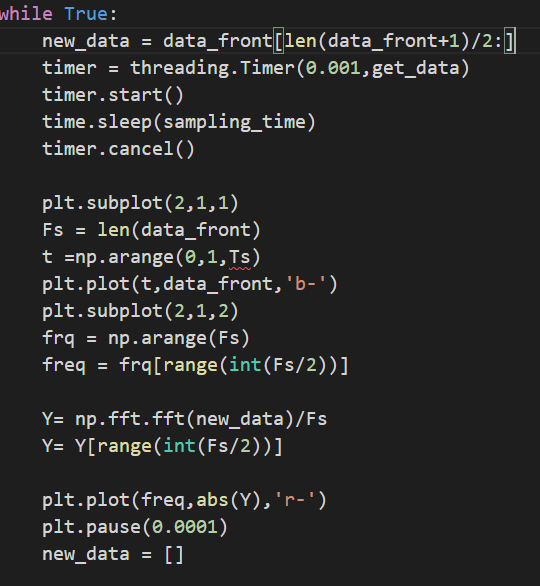 while True:
    new_data = data_front[len(data_front+1)/2:]
    timer = threading.Timer(0.001,get_data)
    timer.start()
    time.sleep(sampling_time)
    timer.cancel()

    plt.subplot(2,1,1)
    Fs = len(data_front)
    t =np.arange(0,1,Ts)
    plt.plot(t,data_front,'b-')
    plt.subplot(2,1,2)
    frq = np.arange(Fs)
    freq = frq[range(int(Fs/2))]

    Y= np.fft.fft(new_data)/Fs
    Y= Y[range(int(Fs/2))]

    plt.plot(freq,abs(Y),'r-')
    plt.pause(0.0001)
    new_data = []